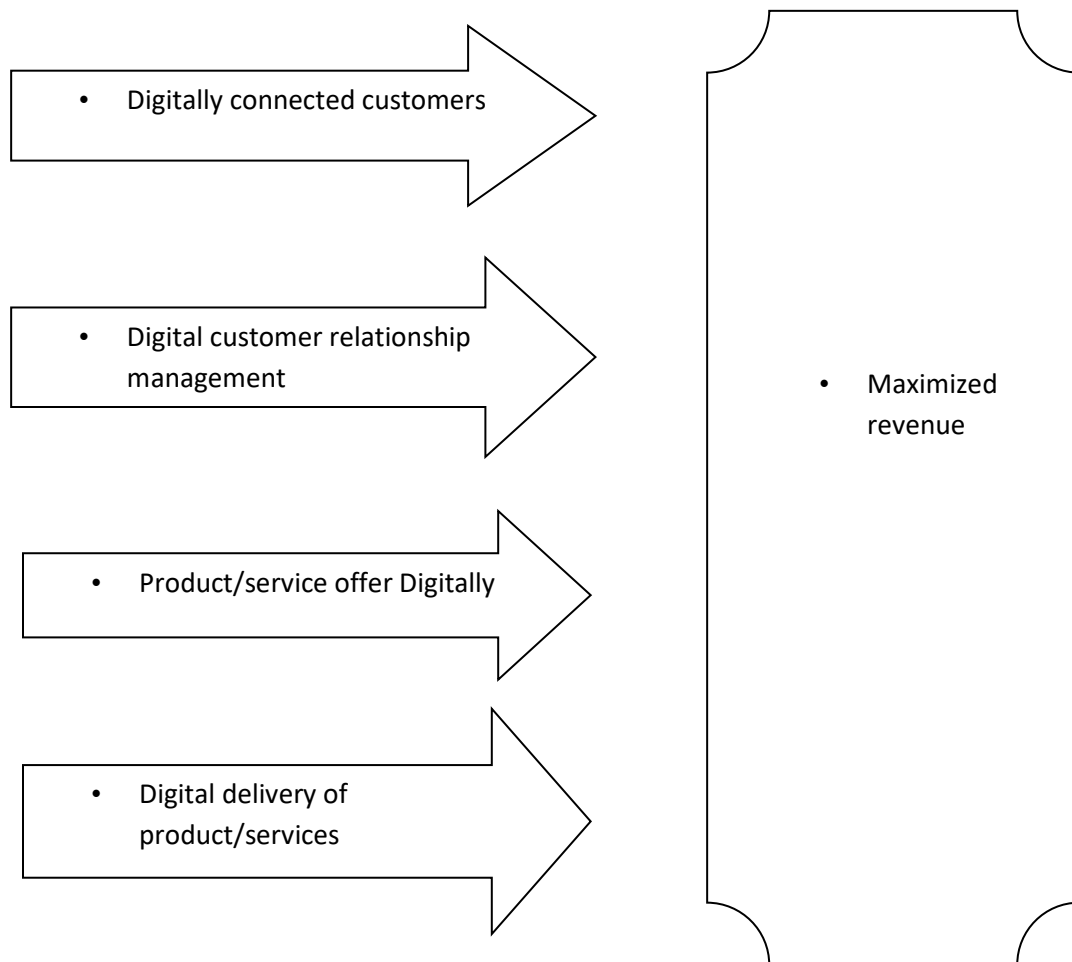 • Digitally connected customers
• Digital customer relationship
management
• Maximized
revenue
• Product/service offer Digitally
• Digital delivery of
product/services